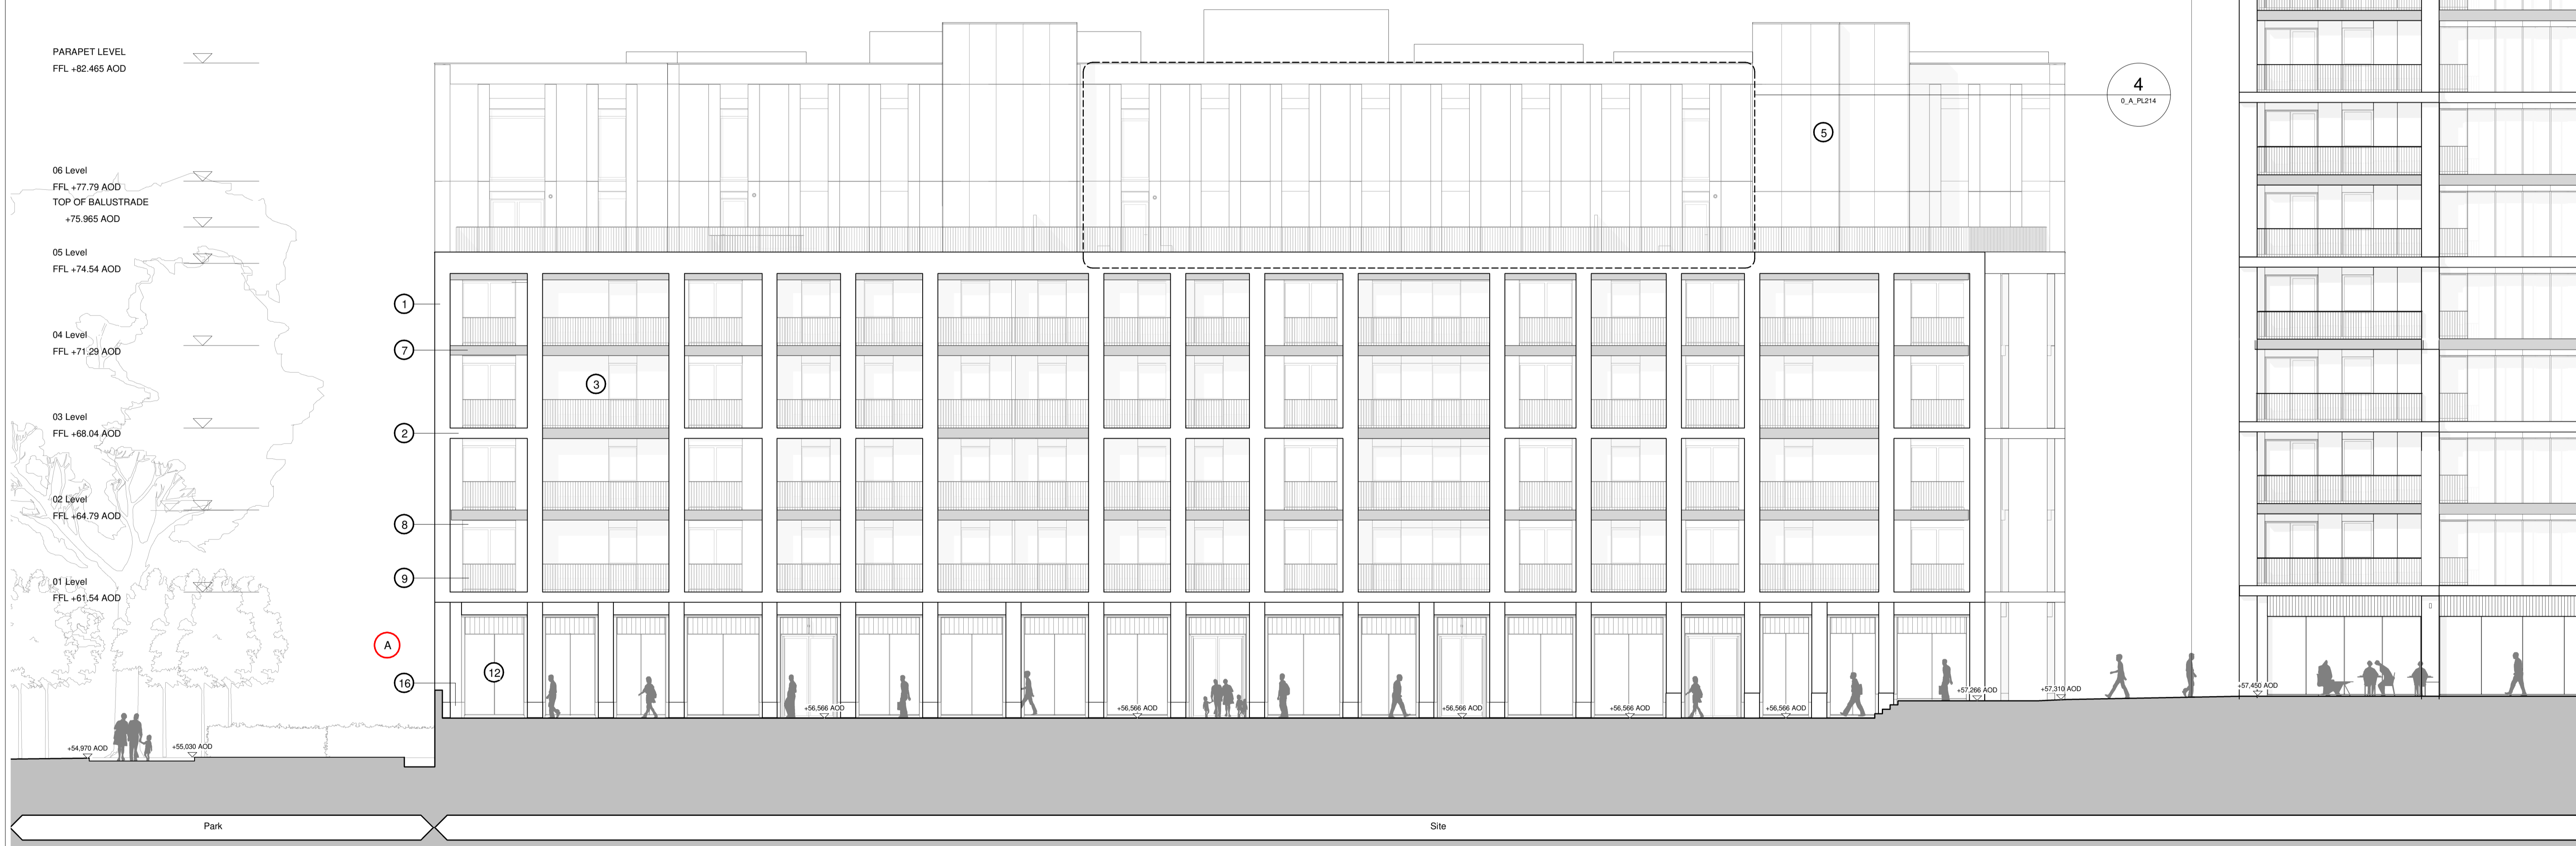 PARAPET LEVEL
FFL +82.465 AOD
4
0_A_PL214
5
06 Level
FFL +77.79 AOD
TOP OF BALUSTRADE
+75.965 AOD
05 Level
FFL +74.54 AOD
1
04 Level
FFL +71.29 AOD
7
3
03 Level
FFL +68.04 AOD
2
02 Level
FFL +64.79 AOD
8
9
01 Level
FFL +61.54 AOD
A
12
16
+56,566 AOD
+56,566 AOD
+56,566 AOD
+56,566 AOD
+56,566 AOD
+57,266 AOD
+57,310 AOD
+57,450 AOD
+54,970 AOD
+55,030 AOD
Park
Site